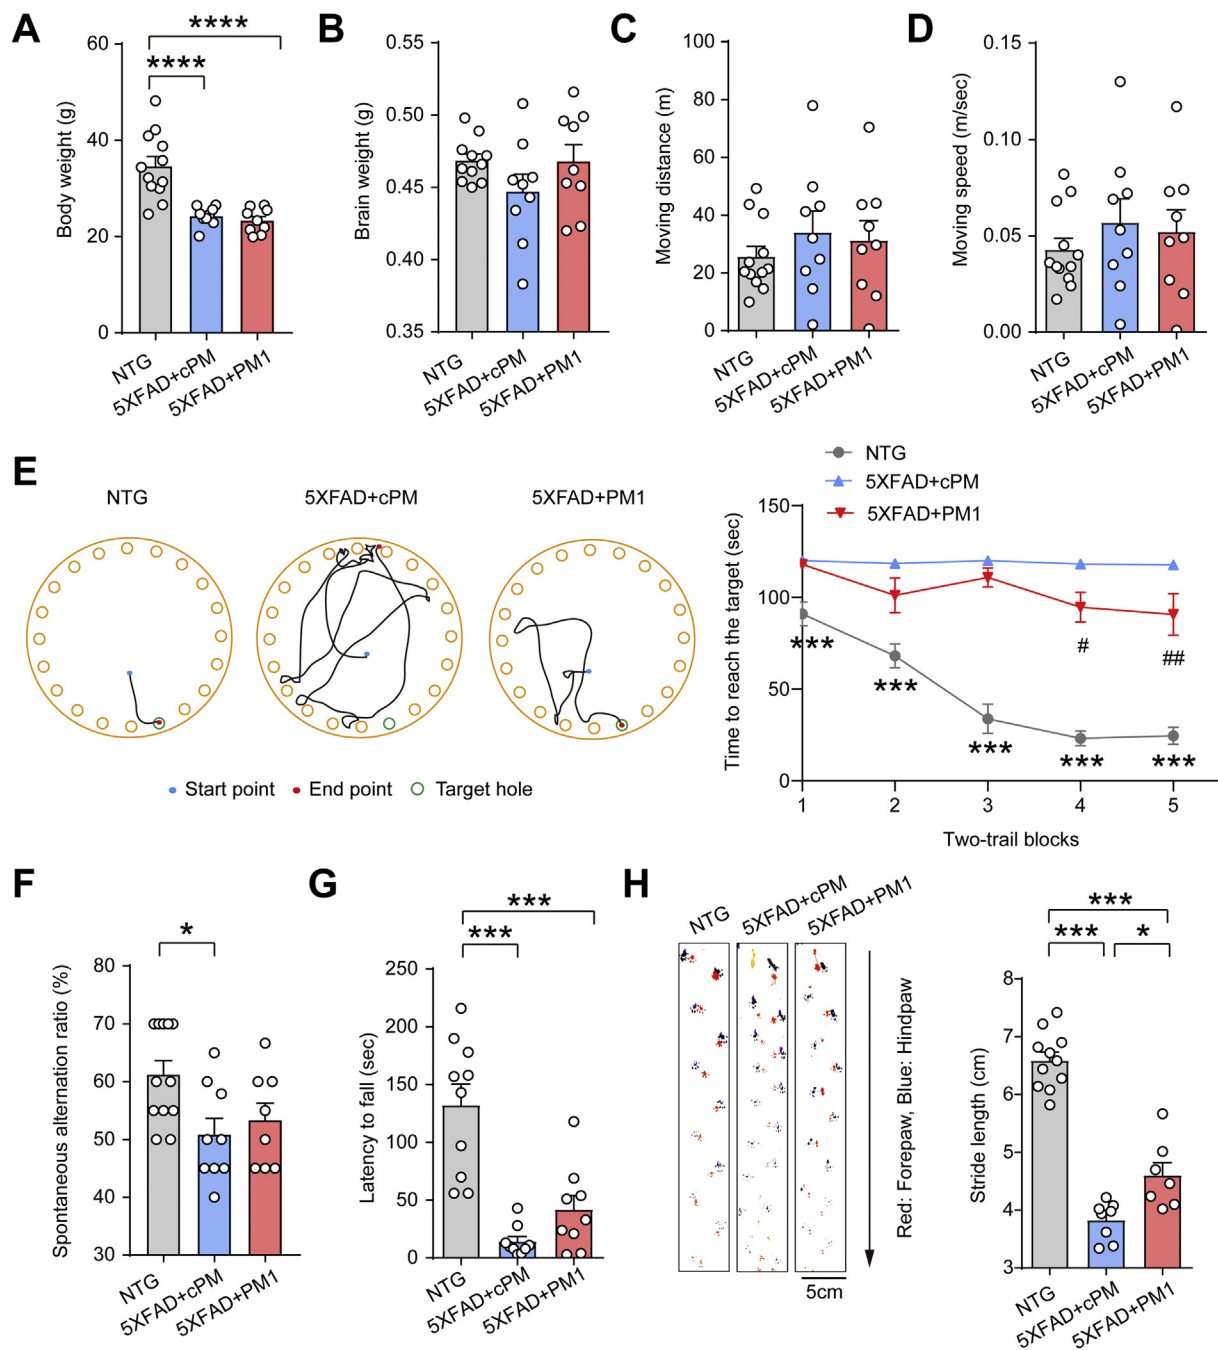 A
Body weight (g)
60
40
20
0
****
****
NTG
5XFAD+cPM
5XFAD+PM1
B
Brain weight (g)
0.55
0.50
0.45
0.40
0.35
NTG
5XFAD+cPM
5XFAD+PM1
C
Moving distance (m)
100
80
60
40
20
0
NTG
5XFAD+cPM
5XFAD+PM1
D
Moving speed (m/sec)
0.15
0.10
0.05
0.00
NTG
5XFAD+cPM
5XFAD+PM1
E
NTG
5XFAD+cPM
5XFAD+PM1
Start point
End point
Target hole
NTG
5XFAD+cPM
5XFAD+PM1
Time to reach the target (sec)
150
100
50
0
***
***
***
***
***
#
##
1
2
3
4
5
Two-trail blocks
F
Spontaneous alternation ratio (%)
80
70
60
50
40
30
*
NTG
5XFAD+cPM
5XFAD+PM1
G
Latency to fall (sec)
250
200
150
100
50
0
***
***
NTG
5XFAD+cPM
5XFAD+PM1
H
NTG
5XFAD+cPM
5XFAD+PM1
5cm
Red: Forepaw, Blue: Hindpaw
Stride length (cm)
8
7
6
5
4
3
***
***
*
NTG
5XFAD+cPM
5XFAD+PM1